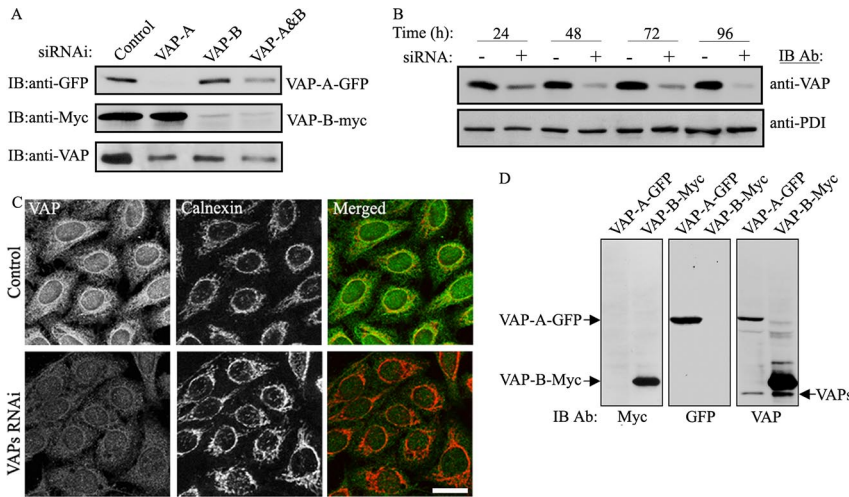 A
siRNAi:
Control
VAP-A
VAP-B
VAP-A&B
IB:anti-GFP
VAP-A-GFP
IB:anti-Myc
VAP-B-myc
IB:anti-VAP
B
Time (h):
24
48
72
96
siRNA:
- + - + - + - +
IB Ab:
anti-VAP
anti-PDI
C
VAP
Calnexin
Merged
Control
VAPs RNAi
D
VAP-A-GFP
VAP-B-Myc
VAP-A-GFP
VAP-B-Myc
VAP-A-GFP
VAP-B-Myc
VAP-A-GFP
VAP-B-Myc
VAPs
IB Ab: Myc GFP VAP